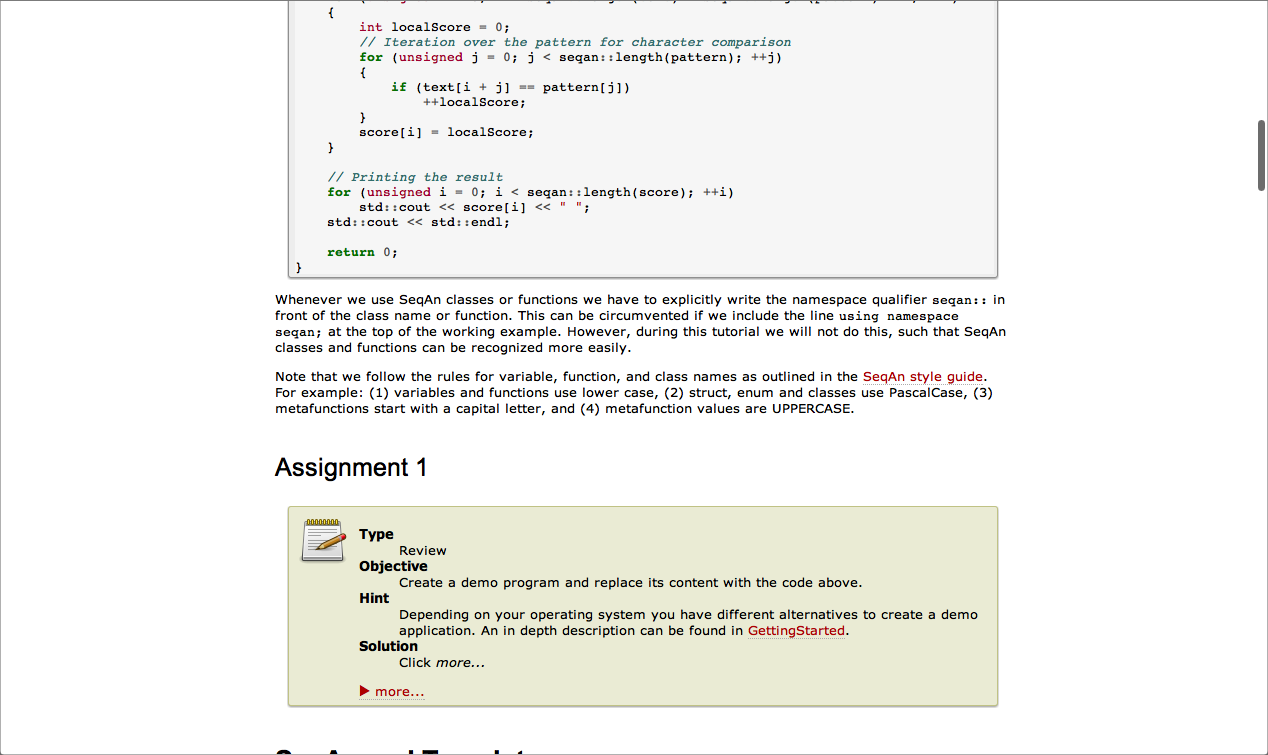 {
int localScore = 0;
// Iteration over the pattern for character comparison
for (unsigned j = 0; j < seqan::length(pattern); ++j)
{
if (text[i + j] == pattern[j])
++localScore;
}
score[i] = localScore;
}
// Printing the result
for (unsigned i = 0; i < seqan::length(score); ++i)
std::cout << score[i] << " ";
std::cout << std::endl;
return 0;
}
Whenever we use SeqAn classes or functions we have to explicitly write the namespace qualifier seqan:: in
front of the class name or function. This can be circumvented if we include the line using namespace
seqan; at the top of the working example. However, during this tutorial we will not do this, such that SeqAn
classes and functions can be recognized more easily.
Note that we follow the rules for variable, function, and class names as outlined in the SeqAn style guide.
For example: (1) variables and functions use lower case, (2) struct, enum and classes use PascalCase, (3)
metafunctions start with a capital letter, and (4) metafunction values are UPPERCASE.
Assignment 1
Type
Review
Objective
Create a demo program and replace its content with the code above.
Hint
Depending on your operating system you have different alternatives to create a demo
application. An in depth description can be found in GettingStarted.
Solution
Click more...
more...